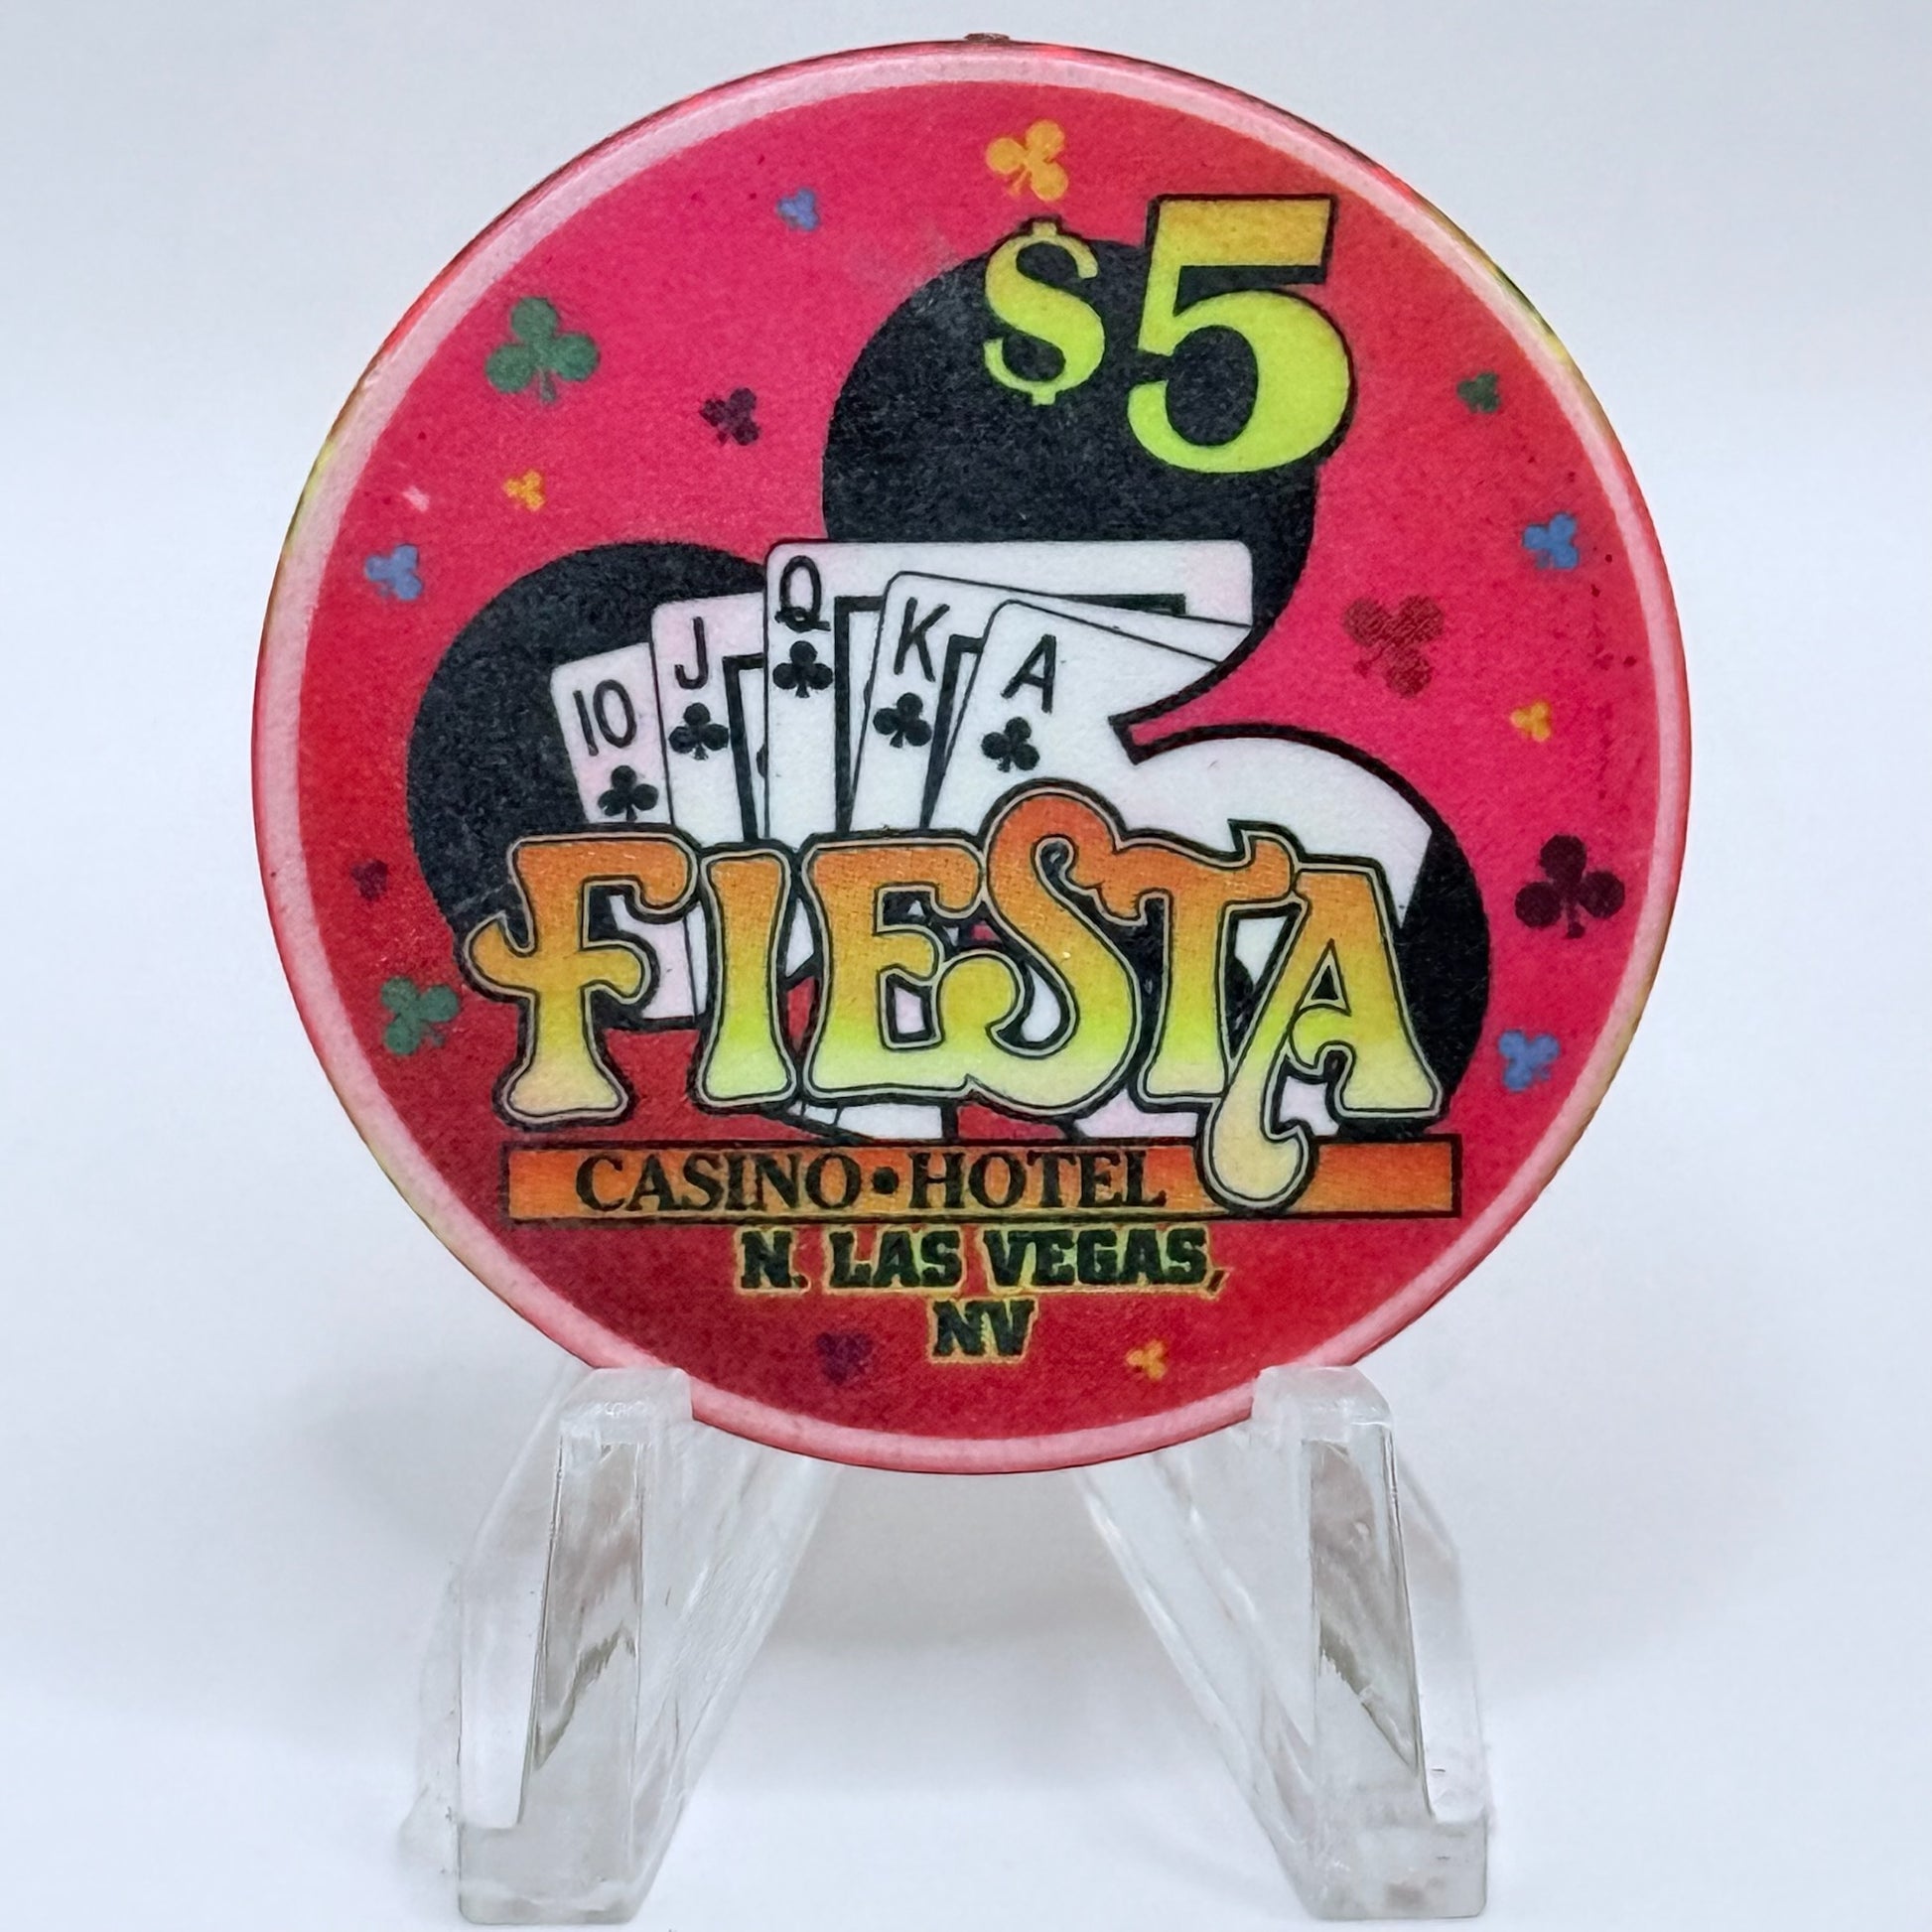 $5
Q
K
J
A
10
FIESTA
CASINO•HOTEL
N. LAS VEGAS,
NV